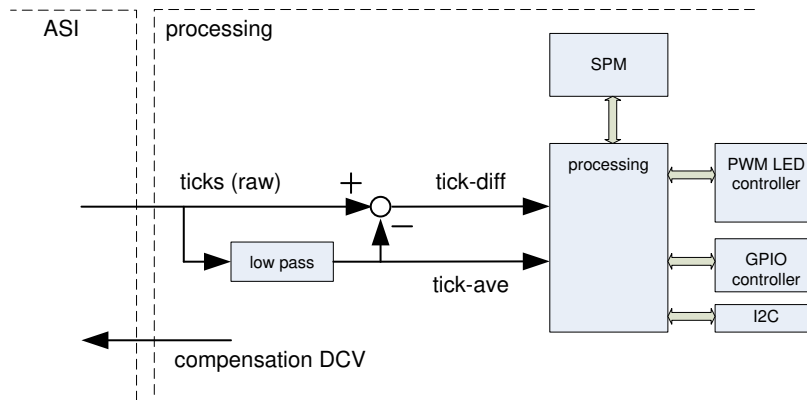 ASI
processing
SPM
processing
PWM LED
controller
ticks (raw)
+
tick-diff
−
low pass
GPIO
controller
tick-ave
I2C
compensation DCV